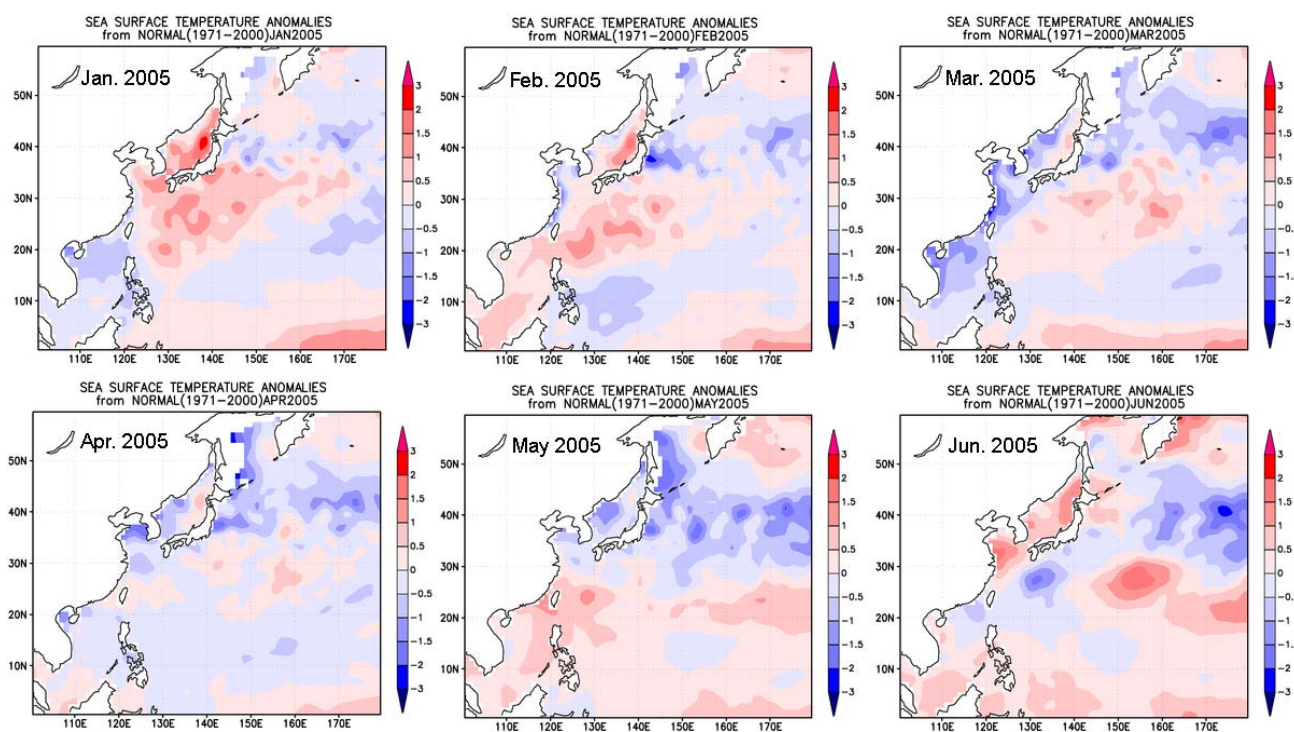 SEA SURFACE TEMPERATURE ANOMALIES
from NORMAL(1971−2000)JAN2005
Jan. 2005
50N
40N
30N
20N
10N
110E 120E 130E 140E 150E 160E 170E
3
2
1.5
1
0.5
0
−0.5
−1
−1.5
−2
−3
SEA SURFACE TEMPERATURE ANOMALIES
from NORMAL(1971−2000)FEB2005
Feb. 2005
50N
40N
30N
20N
10N
110E 120E 130E 140E 150E 160E 170E
3
2
1.5
1
0.5
0
−0.5
−1
−1.5
−2
−3
SEA SURFACE TEMPERATURE ANOMALIES
from NORMAL(1971−2000)MAR2005
Mar. 2005
50N
40N
30N
20N
10N
110E 120E 130E 140E 150E 160E 170E
3
2
1.5
1
0.5
0
−0.5
−1
−1.5
−2
−3
SEA SURFACE TEMPERATURE ANOMALIES
from NORMAL(1971−2000)APR2005
Apr. 2005
50N
40N
30N
20N
10N
110E 120E 130E 140E 150E 160E 170E
3
2
1.5
1
0.5
0
−0.5
−1
−1.5
−2
−3
SEA SURFACE TEMPERATURE ANOMALIES
from NORMAL(1971−2000)MAY2005
May 2005
50N
40N
30N
20N
10N
110E 120E 130E 140E 150E 160E 170E
3
2
1.5
1
0.5
0
−0.5
−1
−1.5
−2
−3
SEA SURFACE TEMPERATURE ANOMALIES
from NORMAL(1971−2000)JUN2005
Jun. 2005
50N
40N
30N
20N
10N
110E 120E 130E 140E 150E 160E 170E
3
2
1.5
1
0.5
0
−0.5
−1
−1.5
−2
−3